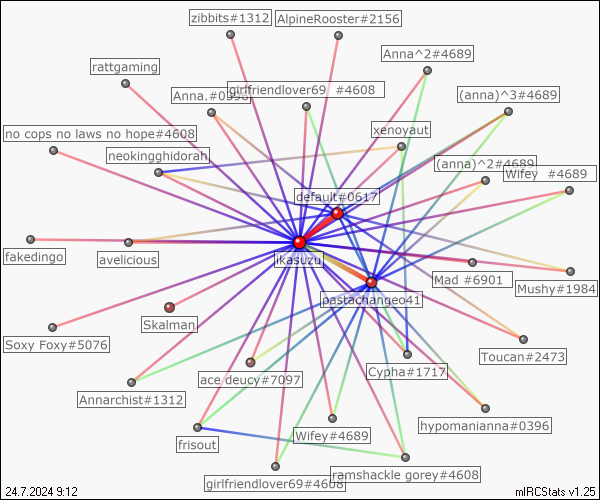 zibbits#1312
AlpineRooster#2156
Anna^2#4689
rattgaming
Anna.#0990
girlfriendlover69 #4608
(anna)^3#4689
no cops no laws no hope#4608
xenoyaut
neokingghidorah
(anna)^2#4689
Wifey #4689
default#0617
fakedingo
avelicious
ikasuzu
Mad #6901
Mushy#1984
pastachangeo41
Skalman
Soxy Foxy#5076
Toucan#2473
Cypha#1717
ace deucy#7097
Annarchist#1312
hypomanianna#0396
frisout
Wifey#4689
girlfriendlover69#4608
ramshackle gorey#4608
24.7.2024 9:12
mIRCStats v1.25